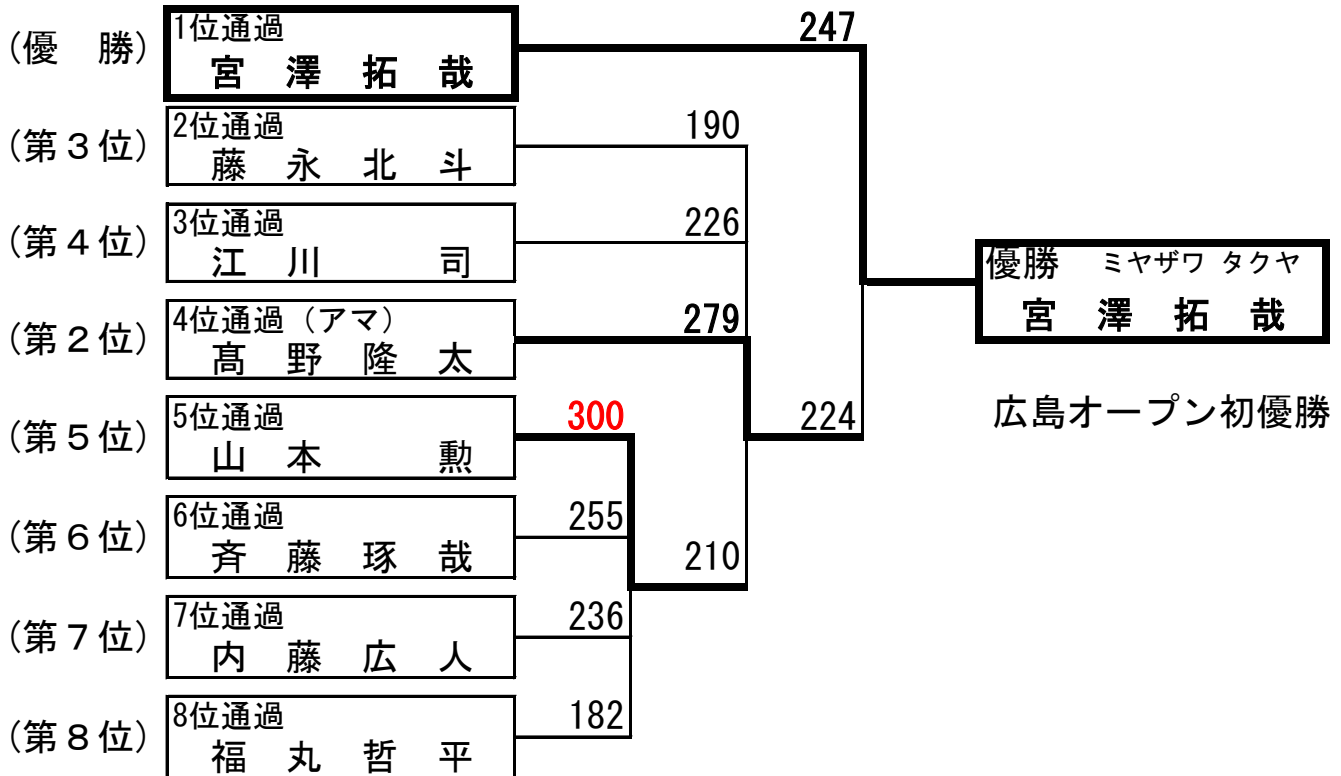 (優　勝)
1位通過
宮　澤　拓　哉
247
(第３位)
2位通過
藤　永　北　斗
190
(第４位)
3位通過
江　川　　　司
226
(第２位)
4位通過（アマ）
髙　野　隆　太
279
(第５位)
5位通過
山　本　　　勲
300
(第６位)
6位通過
斉　藤　琢　哉
255
(第７位)
7位通過
内　藤　広　人
236
(第８位)
8位通過
福　丸　哲　平
182
210
224
優勝　ミヤザワ タクヤ
宮　澤　拓　哉
広島オープン初優勝